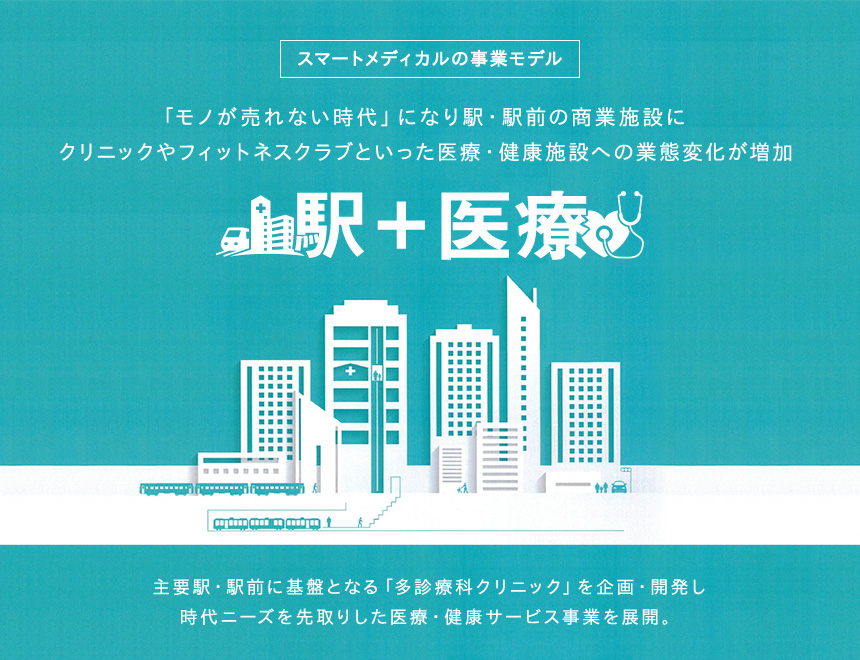 スマートメディカルの事業モデル
「モノが売れない時代」になり駅・駅前の商業施設に
クリニックやフィットネスクラブといった医療・健康施設への業態変化が増加
駅＋医療
主要駅・駅前に基盤となる「多診療科クリニック」を企画・開発し
時代ニーズを先取りした医療・健康サービス事業を展開。